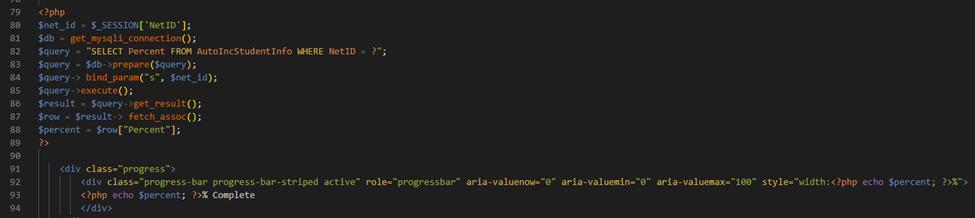 79 <?php
80 $net_id = $_SESSION['NetID'];
81 $db = get_mysqli_connection();
82 $query = "SELECT Percent FROM AutoIncStudentInfo WHERE NetID = ?";
83 $query = $db->prepare($query);
84 $query-> bind_param("s", $net_id);
85 $query->execute();
86 $result = $query->get_result();
87 $row = $result-> fetch_assoc();
88 $percent = $row["Percent"];
89 ?>
90
91 <div class="progress">
92 <div class="progress-bar progress-bar-striped active" role="progressbar" aria-valuenow="0" aria-valuemin="0" aria-valuemax="100" style="width:<?php echo $percent; ?>%">
93 <?php echo $percent; ?>% Complete
94 </div>